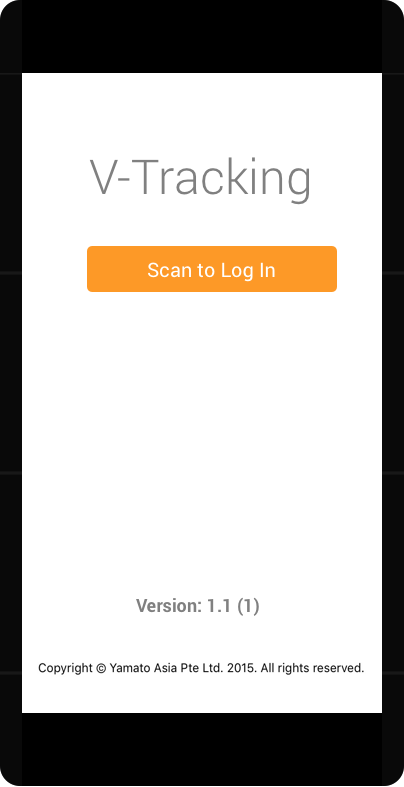 V-Tracking
Scan to Log In
Version: 1.1 (1)
Copyright © Yamato Asia Pte Ltd. 2015. All rights reserved.